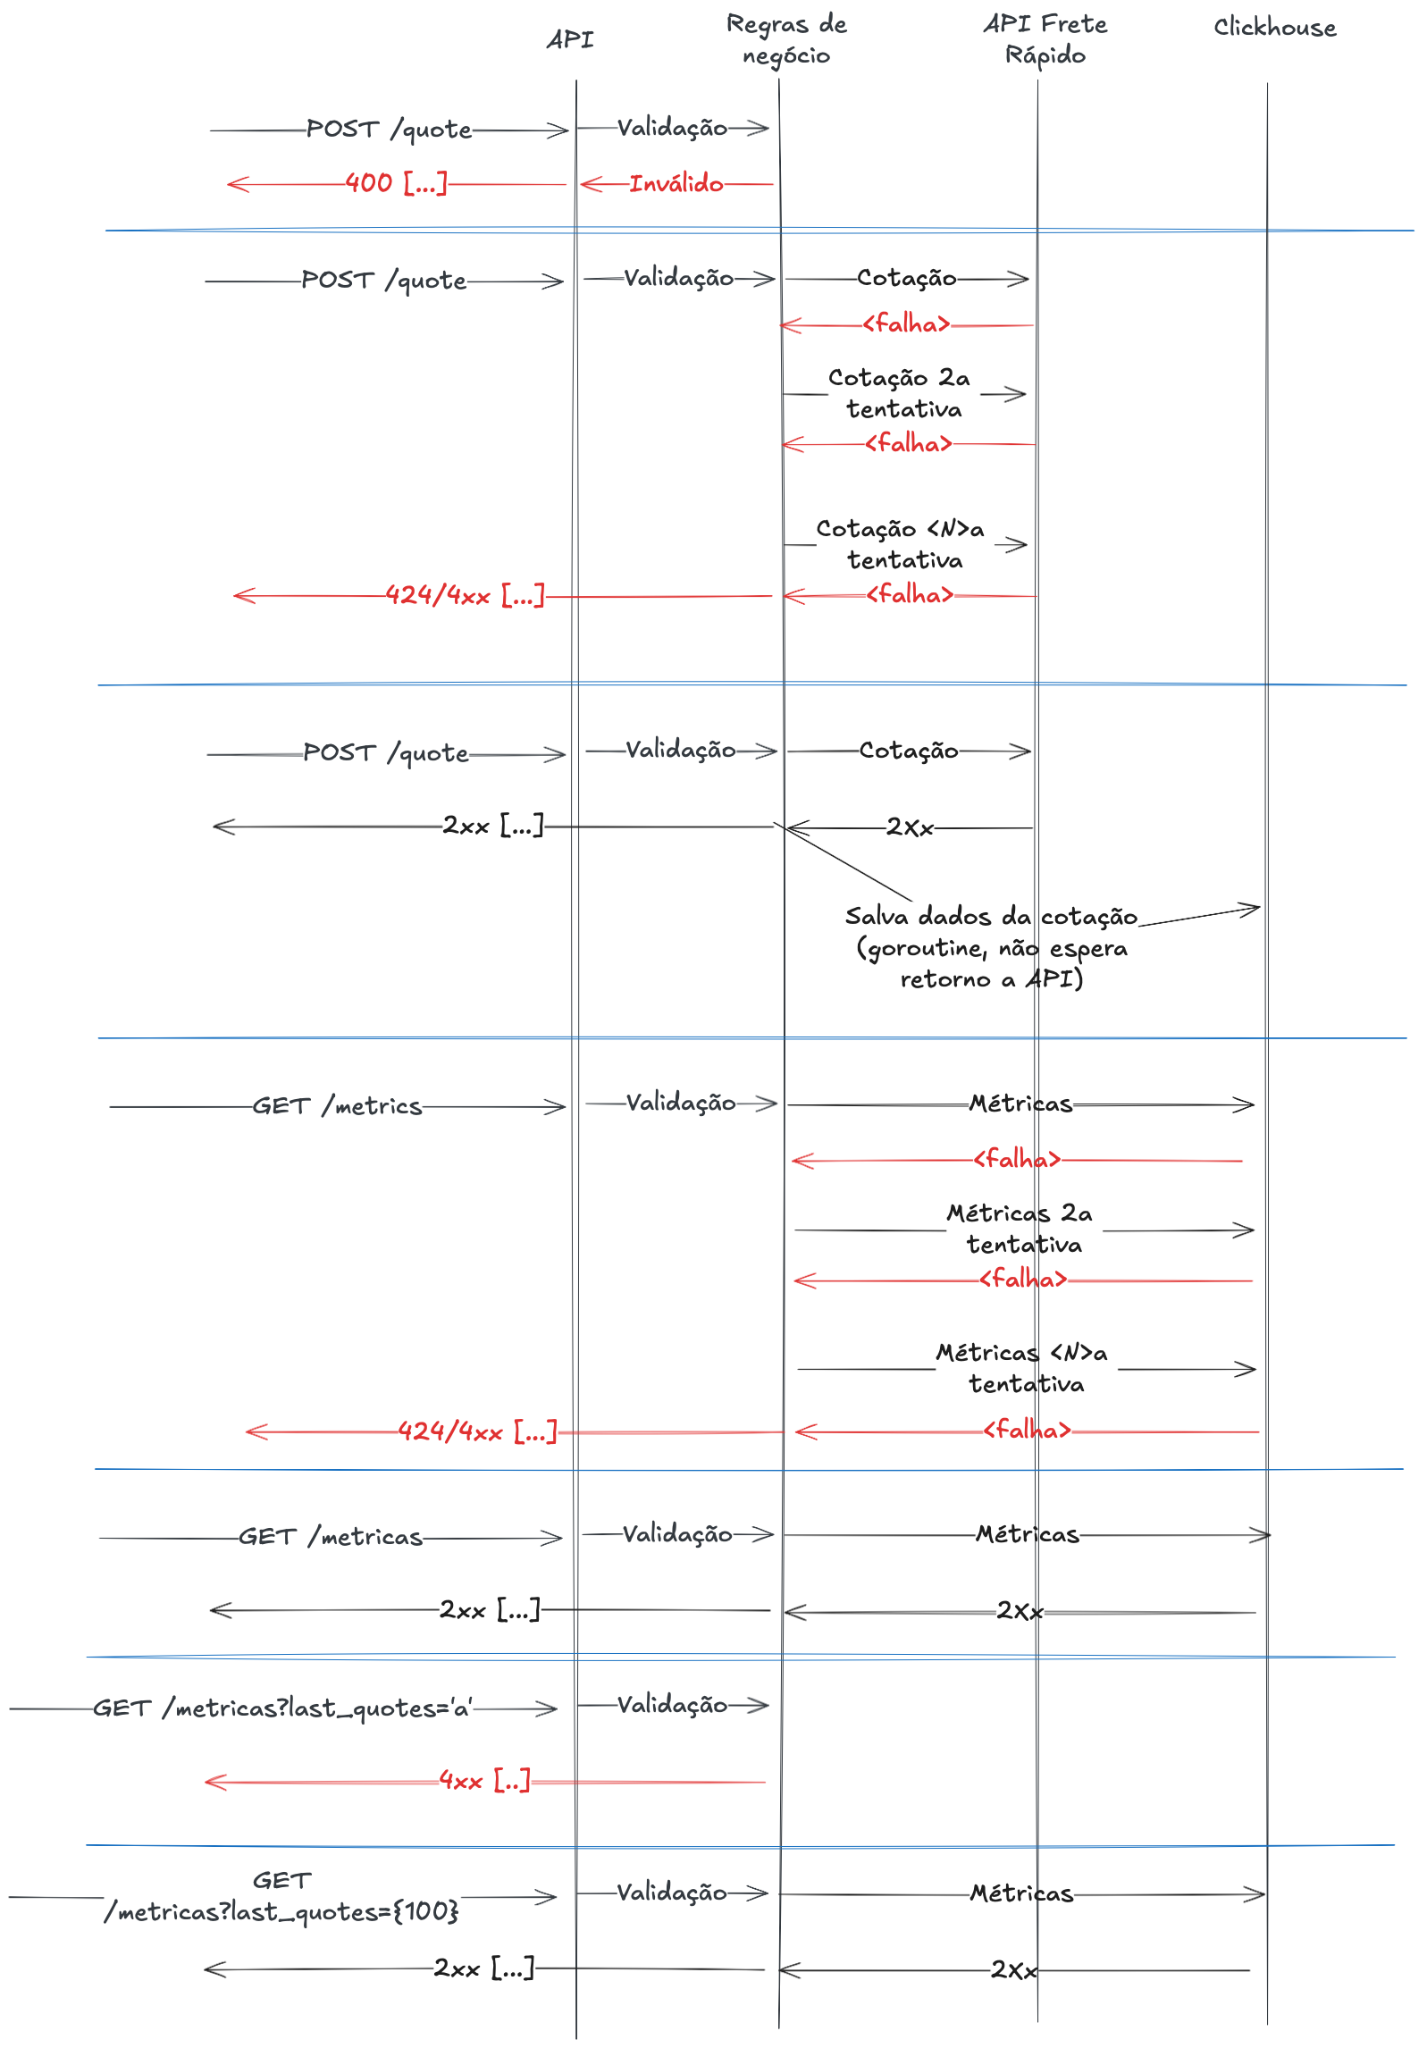 API
Regras de
negócio
API Frete
Rápido
Clickhouse
POST /quote
Validação
400 [...]
Inválido
POST /quote
Validação
Cotação
<falha>
Cotação 2a
tentativa
<falha>
Cotação <N>a
tentativa
424/4xx [...]
<falha>
POST /quote
Validação
Cotação
2xx [...]
2Xx
Salva dados da cotação
(goroutine, não espera
retorno a API)
GET /metrics
Validação
Métricas
<falha>
Métricas 2a
tentativa
<falha>
Métricas <N>a
tentativa
424/4xx [...]
<falha>
GET /metricas
Validação
Métricas
2xx [...]
2Xx
GET /metricas?last_quotes='a'
Validação
4xx [..]
GET
/metricas?last_quotes={100}
Validação
Métricas
2xx [...]
2Xx